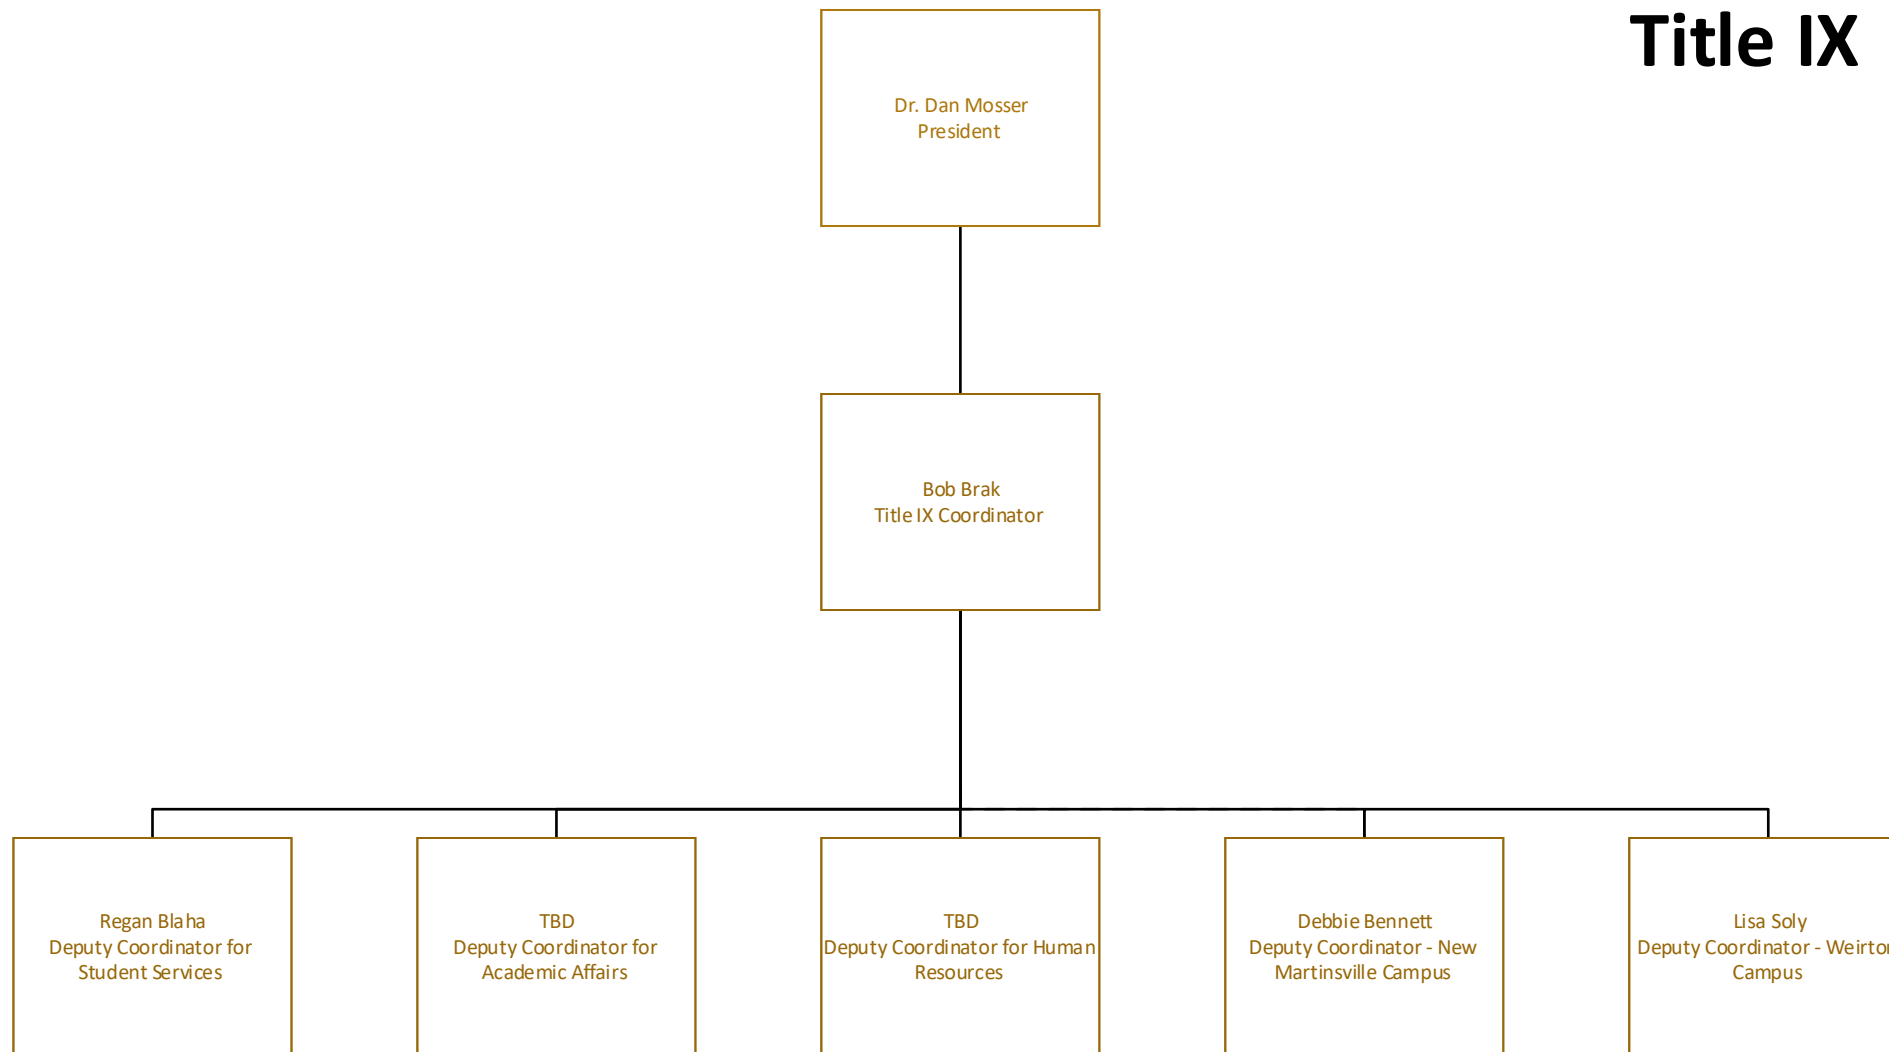 Title IX
Dr. Dan Mosser
President
Bob Brak
Title IX Coordinator
Regan Blaha
Deputy Coordinator for
Student Services
TBD
Deputy Coordinator for
Academic Affairs
TBD
Deputy Coordinator for Human
Resources
Debbie Bennett
Deputy Coordinator - New
Martinsville Campus
Lisa Soly
Deputy Coordinator - Weirton
Campus